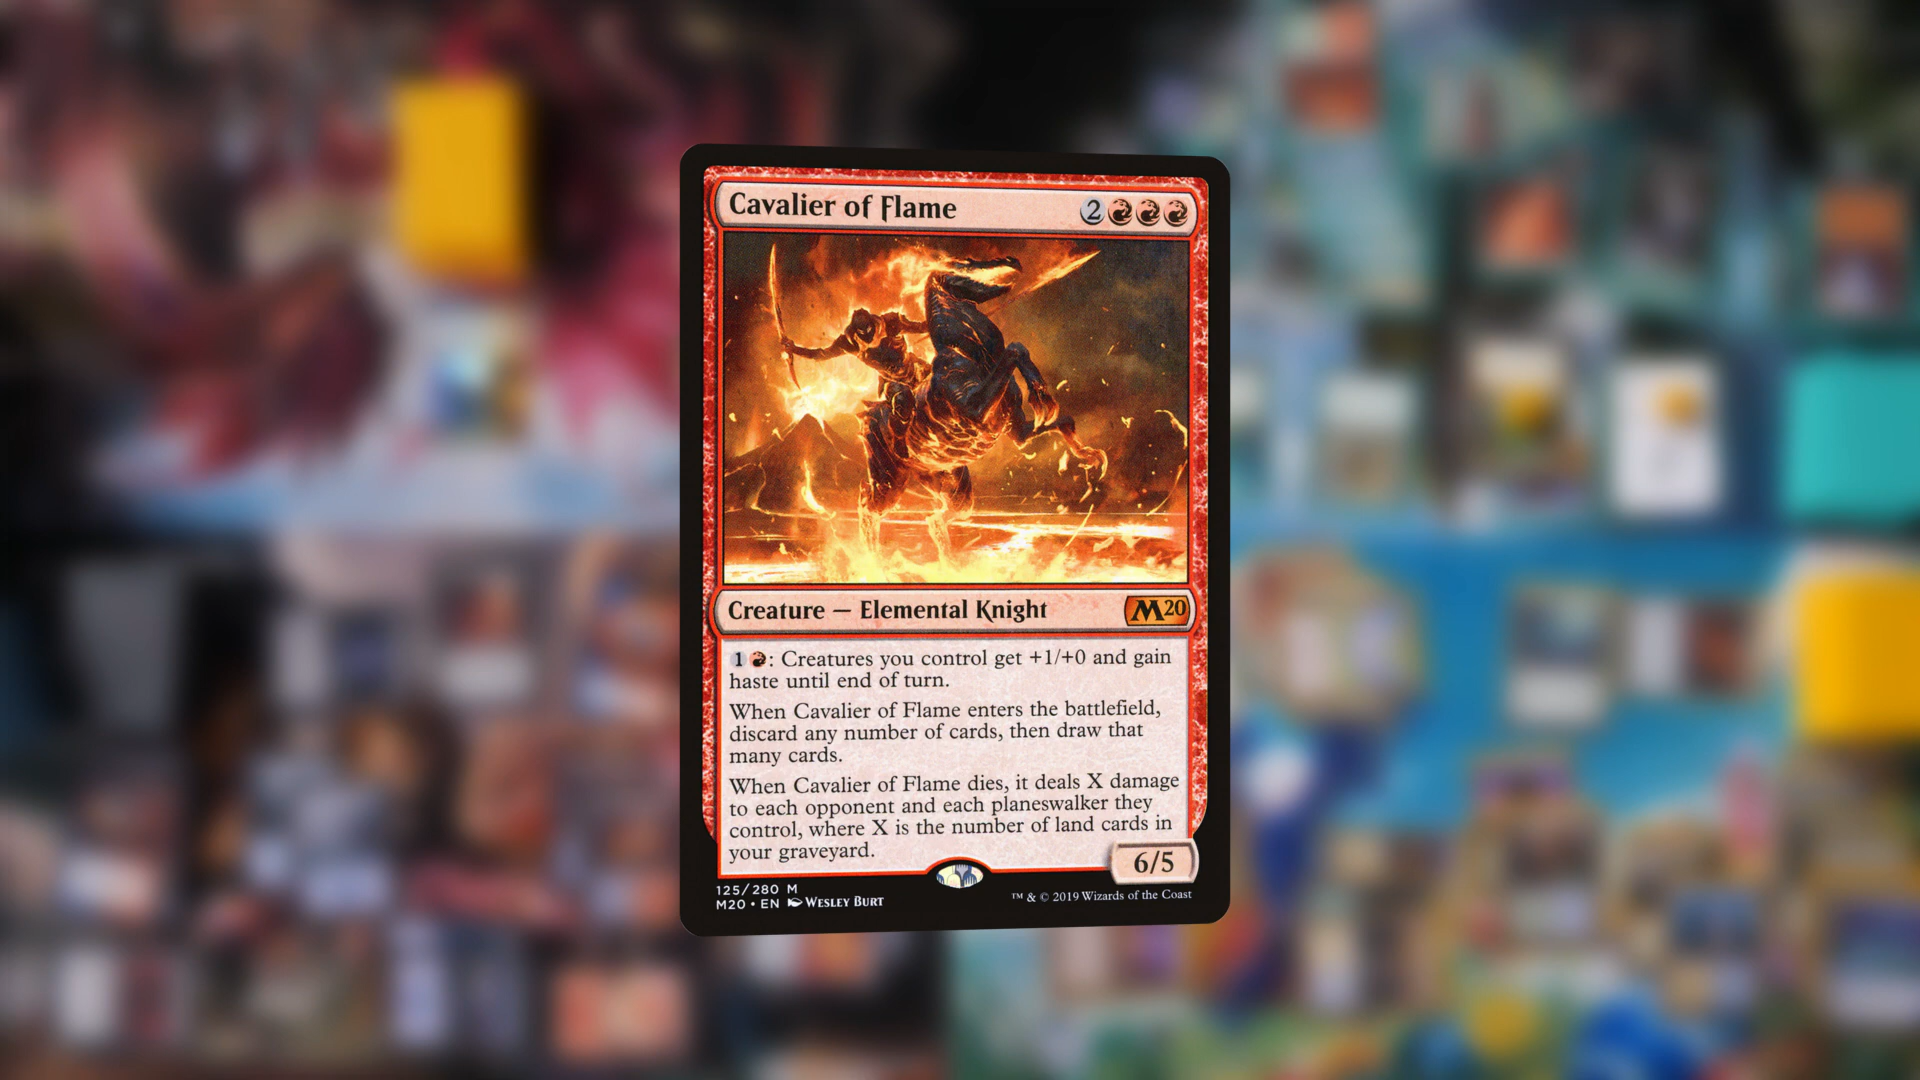 Cavalier of Flame 2
Creature — Elemental Knight M20
1 : Creatures you control get +1/+0 and gain
haste until end of turn.
When Cavalier of Flame enters the battlefield,
discard any number of cards, then draw that
many cards.
When Cavalier of Flame dies, it deals X damage
to each opponent and each planeswalker they
control, where X is the number of land cards in
your graveyard.
6/5
125/280 M
M20 • EN Wesley Burt
™ & © 2019 Wizards of the Coast